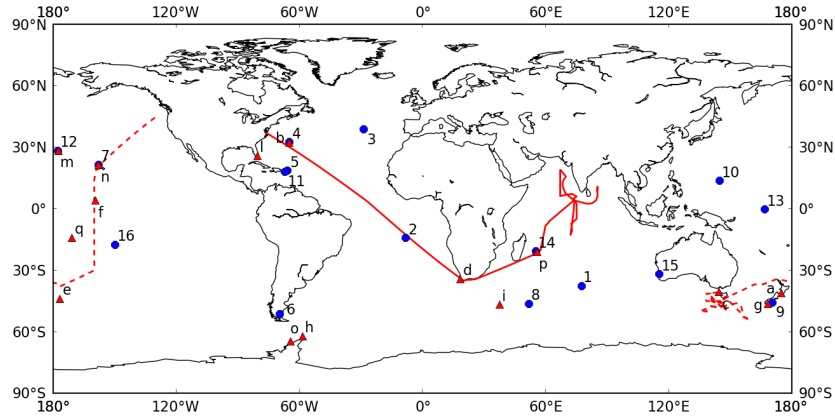 180° 120°W 60°W 0° 60°E 120°E 180°
90°N 90°N
60°N 60°N
30°N 30°N
0° 0°
30°S 30°S
60°S 60°S
90°S 90°S
180° 120°W 60°W 0° 60°E 120°E 180°
12 7 b 4 3
m n j 5 10
11
f 13
q 16 2 14
d p 15
e 1 a
i 8 c g 9
6
o h